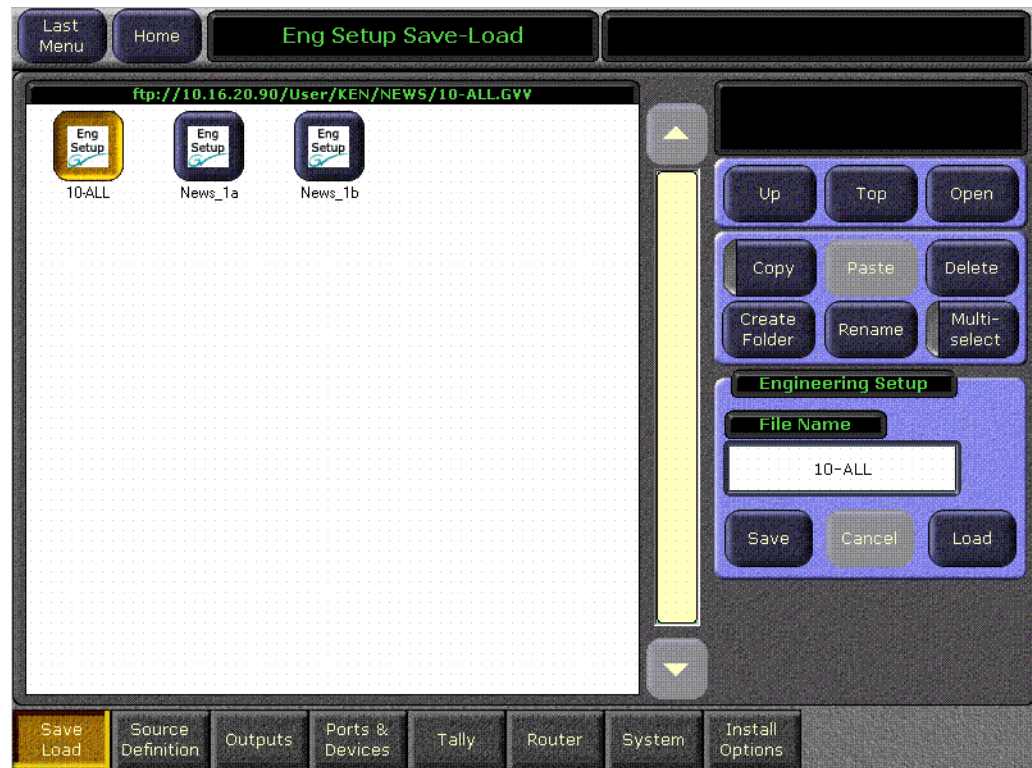 Last
Menu
Home
Eng Setup Save-Load
ftp://10.16.20.90/User/KEN/NEWS/10-ALL.GVV
Eng
Setup
Eng
Setup
Eng
Setup
10-ALL
News_1a
News_1b
Up
Top
Open
Copy
Paste
Delete
Create
Folder
Rename
Multi-
select
Engineering Setup
File Name
10-ALL
Save
Cancel
Load
Save
Load
Source
Definition
Outputs
Ports &
Devices
Tally
Router
System
Install
Options